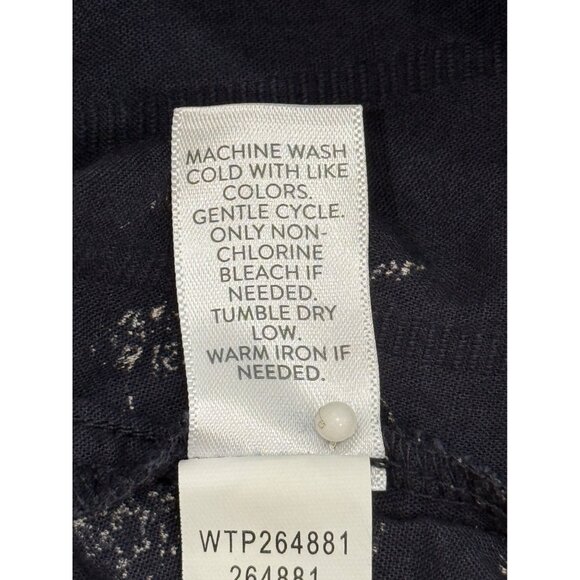 MACHINE WASH
COLD WITH LIKE
COLORS.
GENTLE CYCLE.
ONLY NON-
CHLORINE
BLEACH IF
NEEDED.
TUMBLE DRY
LOW.
WARM IRON IF
NEEDED.
WTP264881
264881